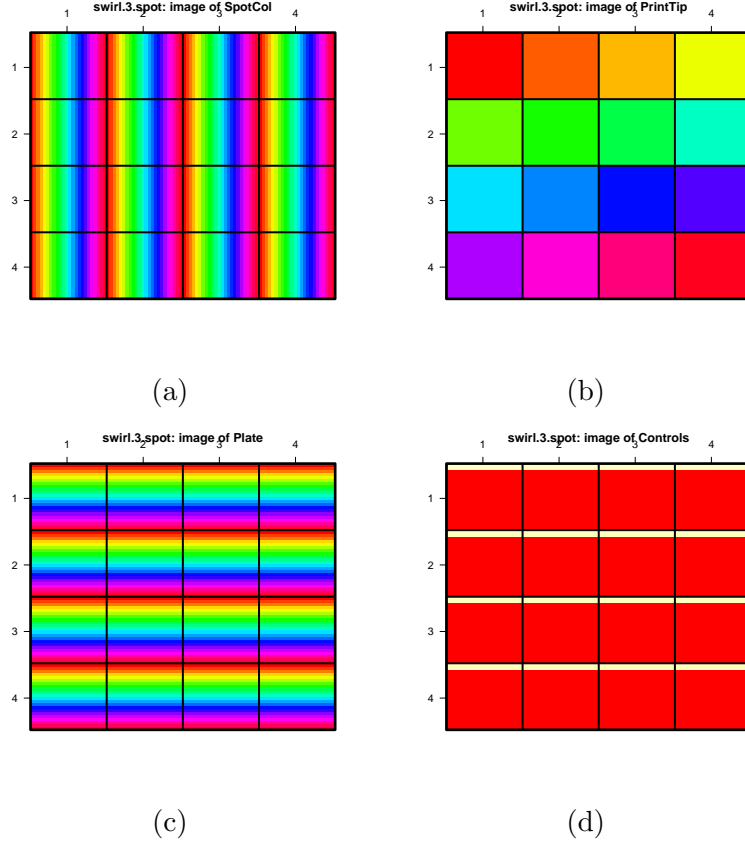 swirl.3.spot: image of SpotCol
1 2 3 4
1
2
3
4
(a)
swirl.3.spot: image of PrintTip
1 2 3 4
1
2
3
4
(b)
swirl.3.spot: image of Plate
1 2 3 4
1
2
3
4
(c)
swirl.3.spot: image of Controls
1 2 3 4
1
2
3
4
(d)